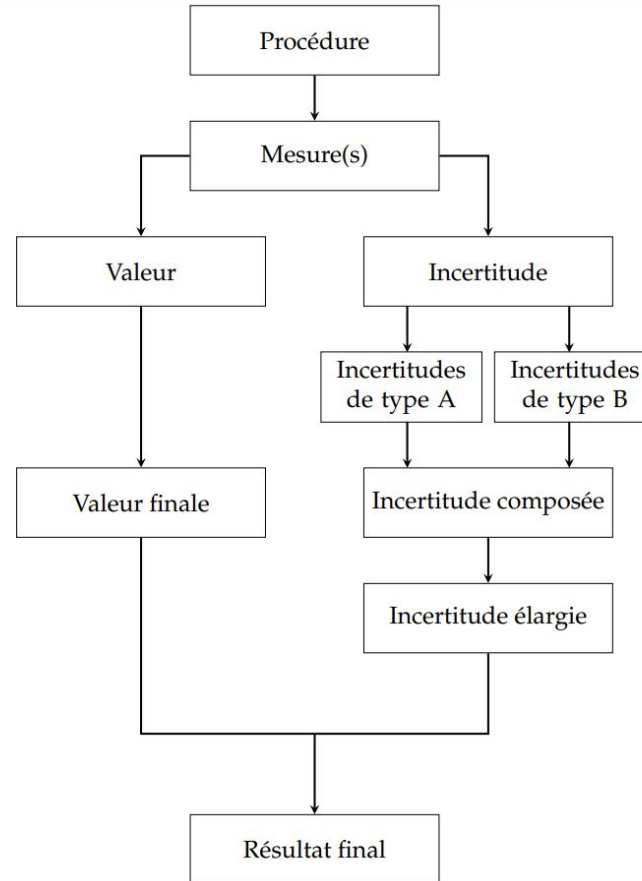 Procédure
Mesure(s)
Valeur
Incertitude
Incertitudes
de type A
Incertitudes
de type B
Valeur finale
Incertitude composée
Incertitude élargie
Résultat final